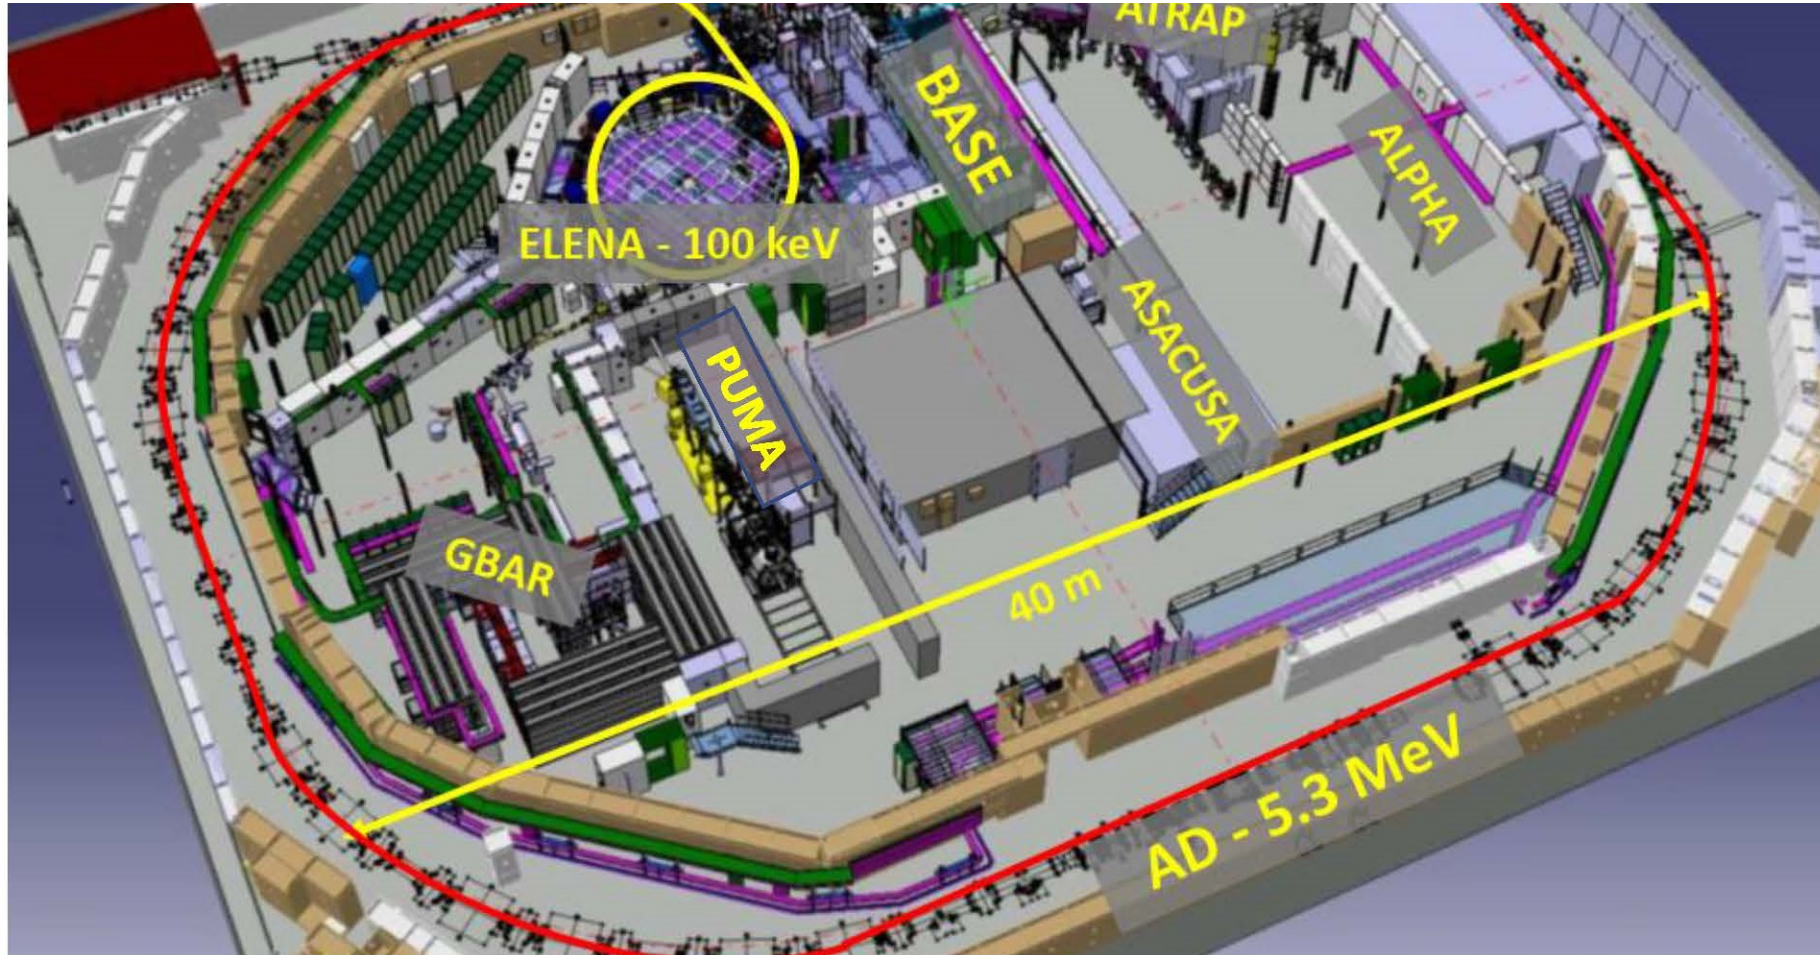 ATRAP
BASE
ALPHA
ELENA - 100 keV
ASACUSA
PUMA
GBAR
40 m
AD - 5.3 MeV